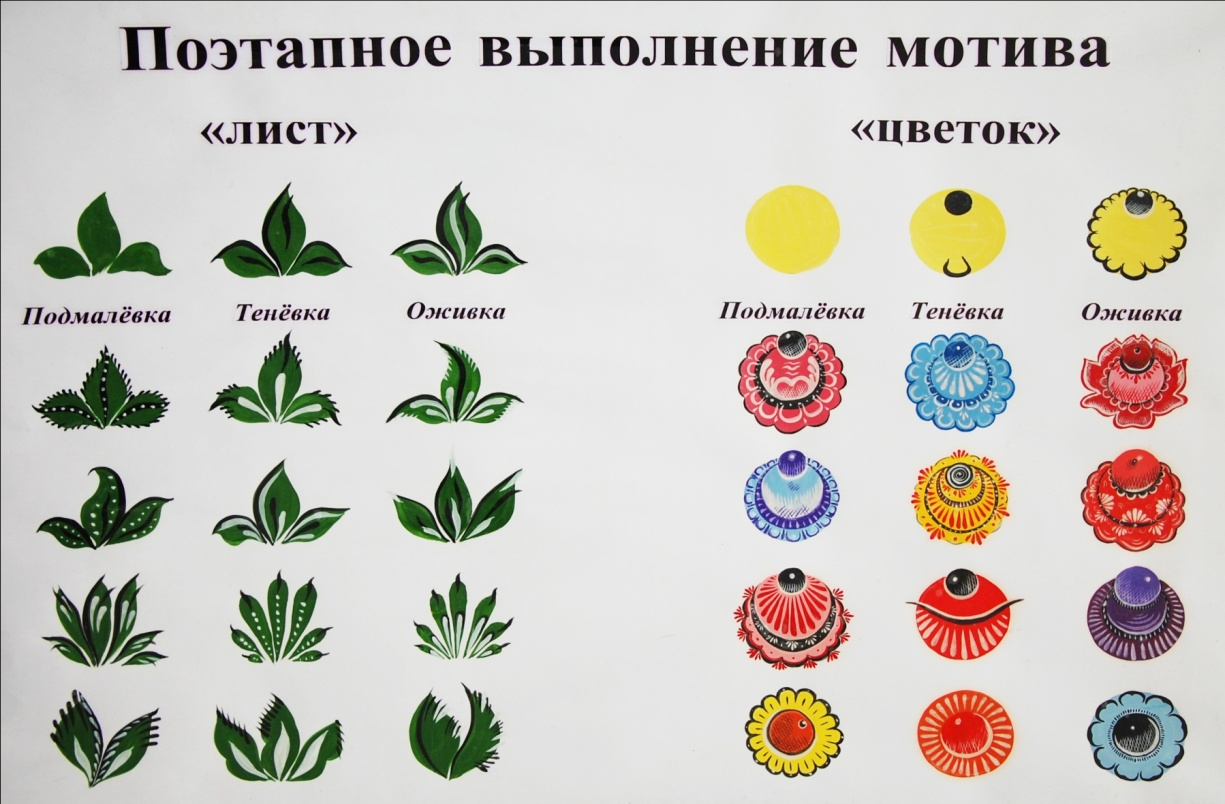 Поэтапное выполнение мотива
«лист» «цветок»
Подмалёвка Тенёвка Оживка Подмалёвка Тенёвка Оживка